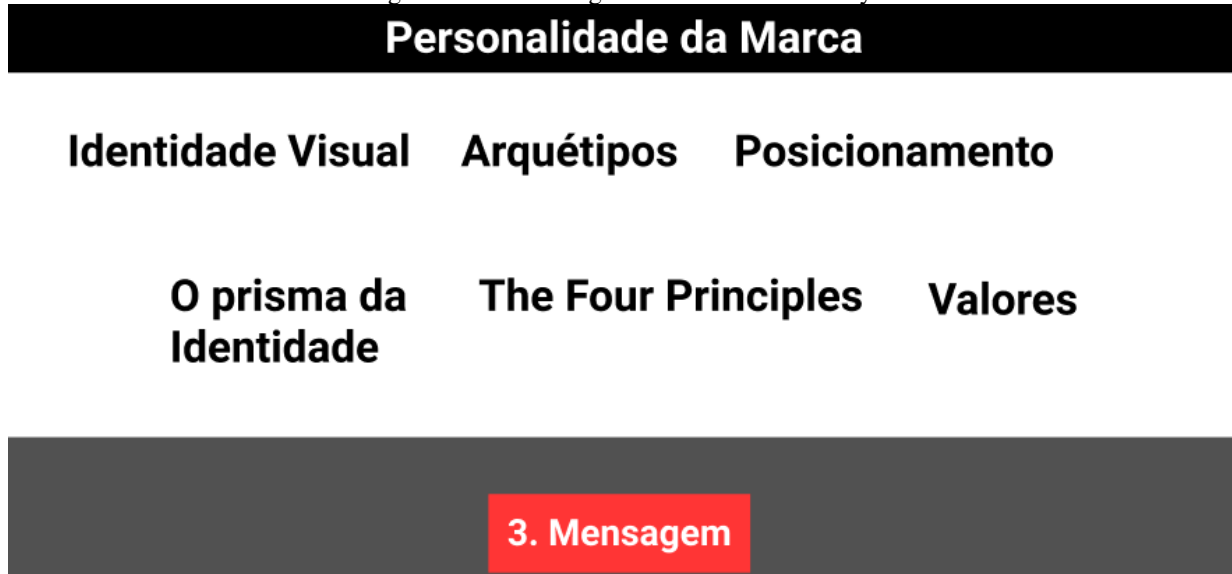 Personalidade da Marca
Identidade Visual Arquétipos Posicionamento
O prisma da Identidade The Four Principles Valores
3. Mensagem